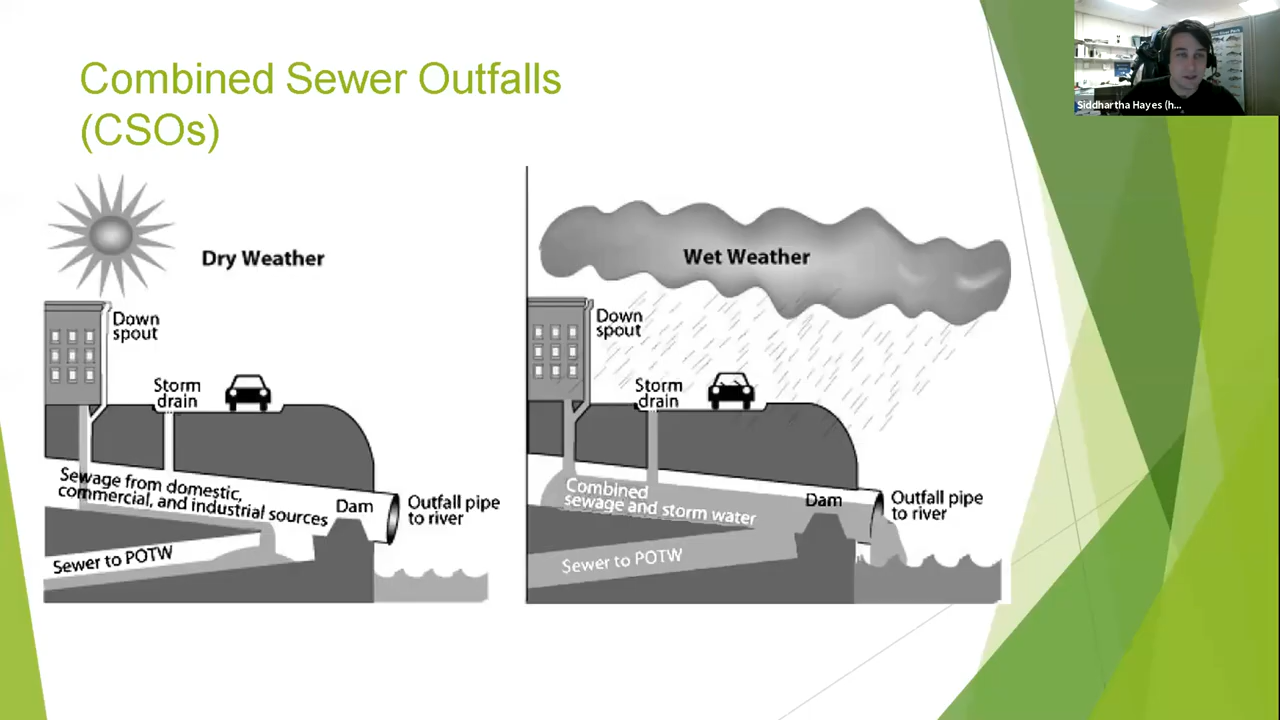 Combined Sewer Outfalls
(CSOs)
Siddhartha Hayes (h...
Dry Weather
Down
spout
Storm
drain
Sewage from domestic,
commercial, and industrial sources
Dam
Outfall pipe
to river
Sewer to POTW
Wet Weather
Down
spout
Storm
drain
Combined
sewage and storm water
Dam
Outfall pipe
to river
Sewer to POTW